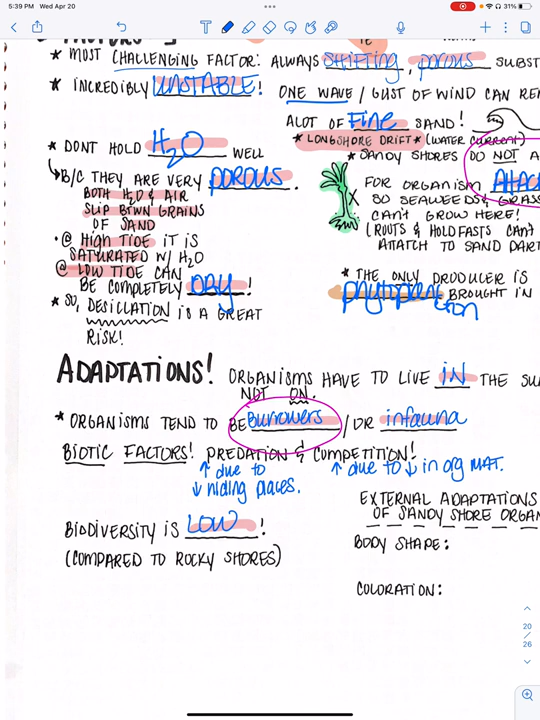 5:39 PM Wed Apr 20
31%
FACTORS
* MOST CHALLENGING FACTOR: ALWAYS shifting, porous SUBST
* INCREDIBLY UNSTABLE! ONE WAVE / GUST OF WIND CAN RE
ALOT OF Fine SAND!
* LONGSHORE DRIFT * (WATER CURRENT)
* SANDY SHORES DO NOT A
FOR ORGANISM ATTAC
SO SEAWEEDS & GRASS
CAN'T GROW HERE!
(ROOTS & HOLDFASTS CAN'T
ATATCH TO SAND PART
* THE ONLY PRODUCER IS
phytoplankton BROUGHT IN
* DONT HOLD H2O WELL
↳ B/C THEY ARE VERY porous.
BOTH H2O & AIR
SLIP BTWN GRAINS
OF SAND
• @ HIGH TIDE IT IS
SATURATED W/ H2O
@ LOW TIDE CAN
BE COMPLETELY DRY!
* SO, DESILLATION IS A GREAT
RISK!
ADAPTATIONS! ORGANISMS HAVE TO LIVE iN THE SU
NOT ON.
* ORGANISMS TEND TO BE Burrowers / OR infauna
BIOTIC FACTORS! PREDATION & COMPETITION!
↑ due to
↓ hiding places.
↑ due to ↓ in org MAT.
BIODIVERSITY IS LOW!
(COMPARED TO ROCKY SHORES)
EXTERNAL ADAPTATIONS
OF SANDY SHORE ORGAN
BODY SHAPE:
COLORATION:
20
/
26